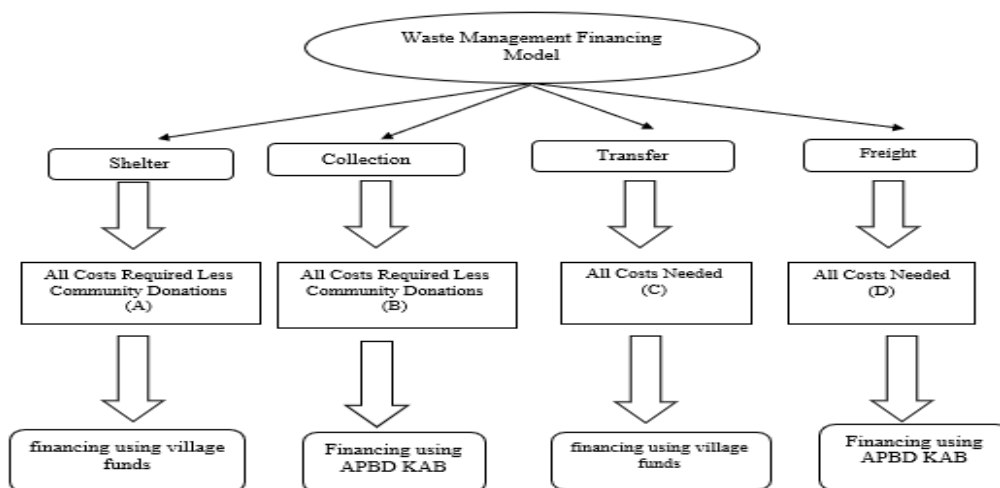 Waste Management Financing
Model
Shelter
Collection
Transfer
Freight
All Costs Required Less
Community Donations
(A)
All Costs Required Less
Community Donations
(B)
All Costs Needed
(C)
All Costs Needed
(D)
financing using village
funds
Financing using
APBD KAB
financing using village
funds
Financing using
APBD KAB